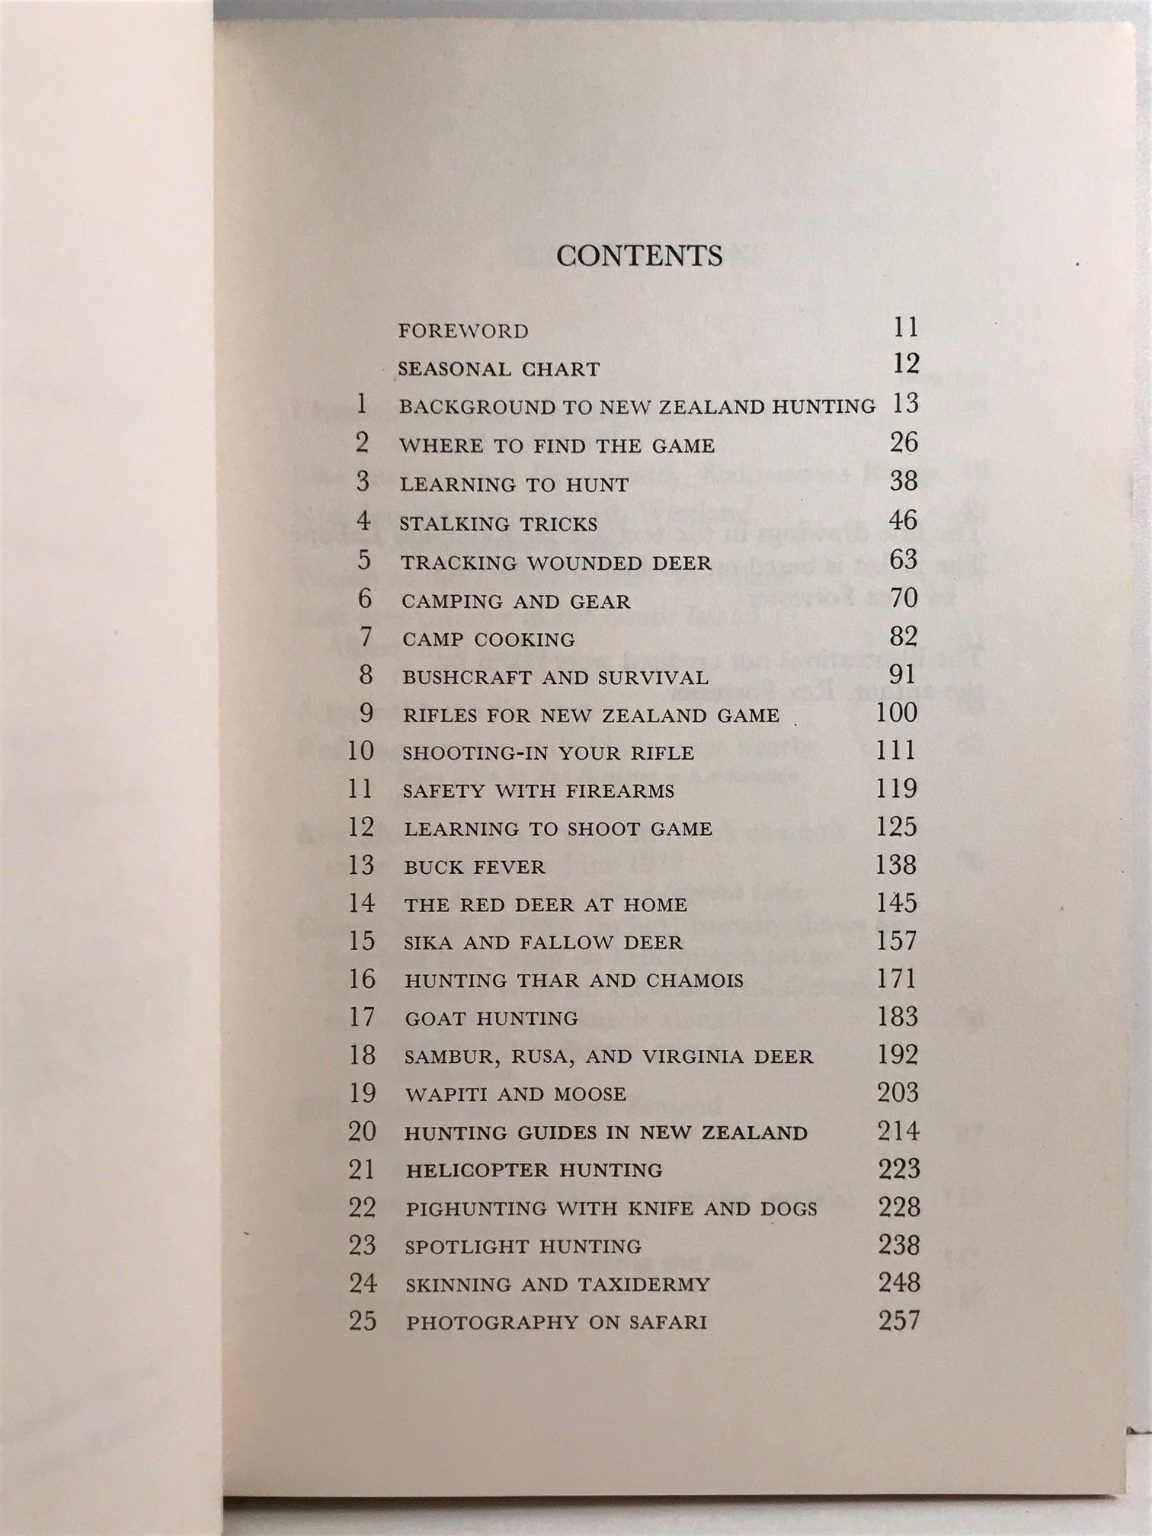 CONTENTS
FOREWORD 11
SEASONAL CHART 12
1 BACKGROUND TO NEW ZEALAND HUNTING 13
2 WHERE TO FIND THE GAME 26
3 LEARNING TO HUNT 38
4 STALKING TRICKS 46
5 TRACKING WOUNDED DEER 63
6 CAMPING AND GEAR 70
7 CAMP COOKING 82
8 BUSHCRAFT AND SURVIVAL 91
9 RIFLES FOR NEW ZEALAND GAME 100
10 SHOOTING-IN YOUR RIFLE 111
11 SAFETY WITH FIREARMS 119
12 LEARNING TO SHOOT GAME 125
13 BUCK FEVER 138
14 THE RED DEER AT HOME 145
15 SIKA AND FALLOW DEER 157
16 HUNTING THAR AND CHAMOIS 171
17 GOAT HUNTING 183
18 SAMBUR, RUSA, AND VIRGINIA DEER 192
19 WAPITI AND MOOSE 203
20 HUNTING GUIDES IN NEW ZEALAND 214
21 HELICOPTER HUNTING 223
22 PIGHUNTING WITH KNIFE AND DOGS 228
23 SPOTLIGHT HUNTING 238
24 SKINNING AND TAXIDERMY 248
25 PHOTOGRAPHY ON SAFARI 257